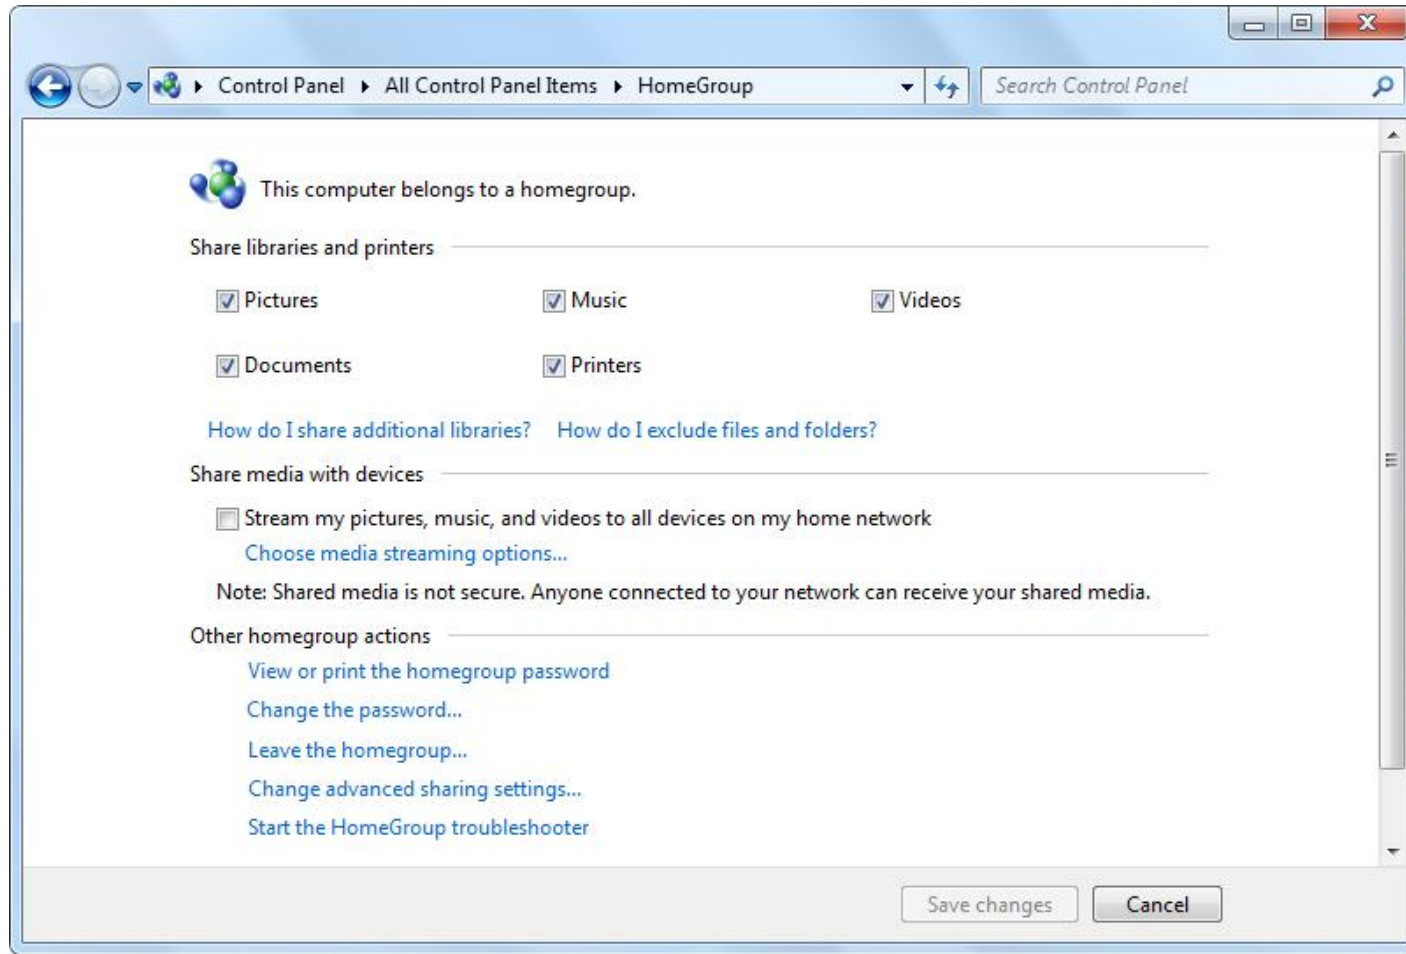 Control Panel All Control Panel Items HomeGroup Search Control Panel
This computer belongs to a homegroup.
Share libraries and printers
Pictures Music Videos
Documents Printers
How do I share additional libraries? How do I exclude files and folders?
Share media with devices
Stream my pictures, music, and videos to all devices on my home network
Choose media streaming options...
Note: Shared media is not secure. Anyone connected to your network can receive your shared media.
Other homegroup actions
View or print the homegroup password
Change the password...
Leave the homegroup...
Change advanced sharing settings...
Start the HomeGroup troubleshooter
Save changes Cancel